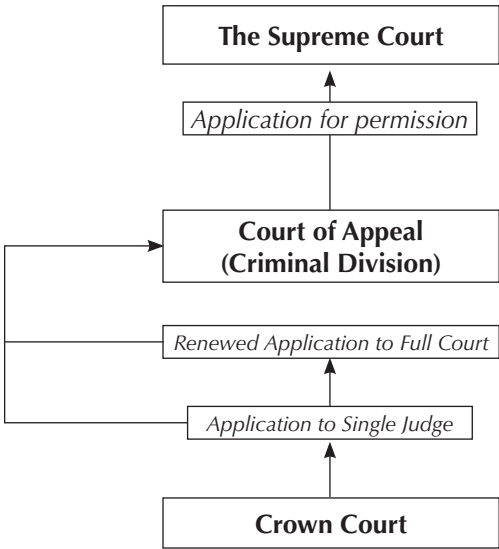 The Supreme Court
Application for permission
Court of Appeal
(Criminal Division)
Renewed Application to Full Court
Application to Single Judge
Crown Court